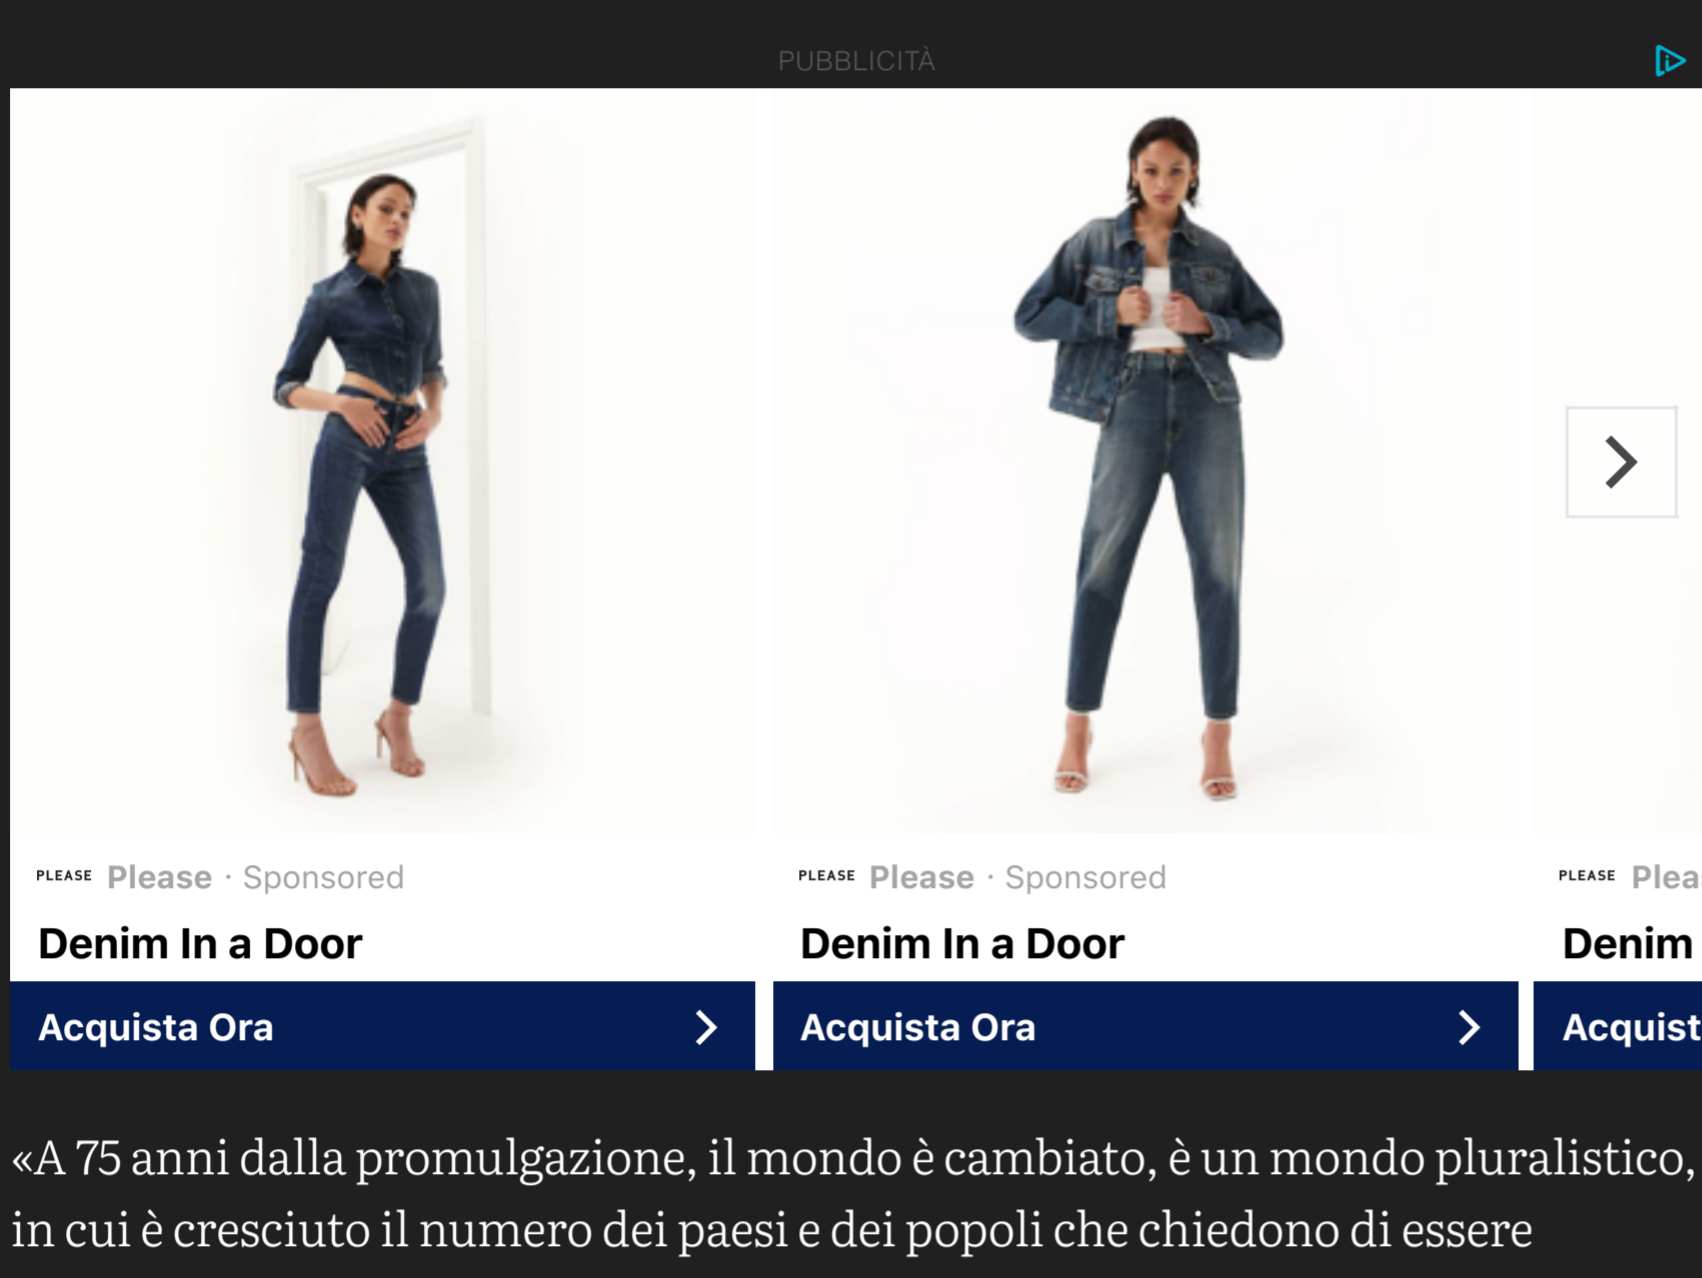 PUBBLICITÀ
PLEASE Please · Sponsored
Denim In a Door
Acquista Ora
PLEASE Please · Sponsored
Denim In a Door
Acquista Ora
PLEASE Pleas
Denim
Acquist
«A 75 anni dalla promulgazione, il mondo è cambiato, è un mondo pluralistico,
in cui è cresciuto il numero dei paesi e dei popoli che chiedono di essere